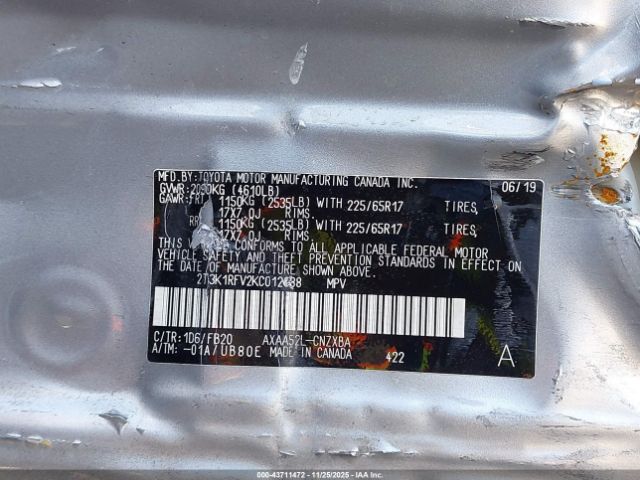 MFD.BY:TOYOTA MOTOR MANUFACTURING CANADA INC. 06/19
GVWR:2090KG (4610LB)
GAWR:FRT 1150KG (2535LB) WITH 225/65R17 TIRES,
17X7.0J RIMS,
RR 1150KG (2535LB) WITH 225/65R17 TIRES,
17X7.0J RIMS.
THIS VEHICLE CONFORMS TO ALL APPLICABLE FEDERAL MOTOR
VEHICLE SAFETY AND THEFT PREVENTION STANDARDS IN EFFECT ON
THE DATE OF MANUFACTURE SHOWN ABOVE.
MPV
C/TR:1D6/FB20 AXAA52L-CNZXBA
A/TM: -01A/UB80E MADE IN CANADA 422 A
000-43711472 - 11/25/2025 - IAA Inc.